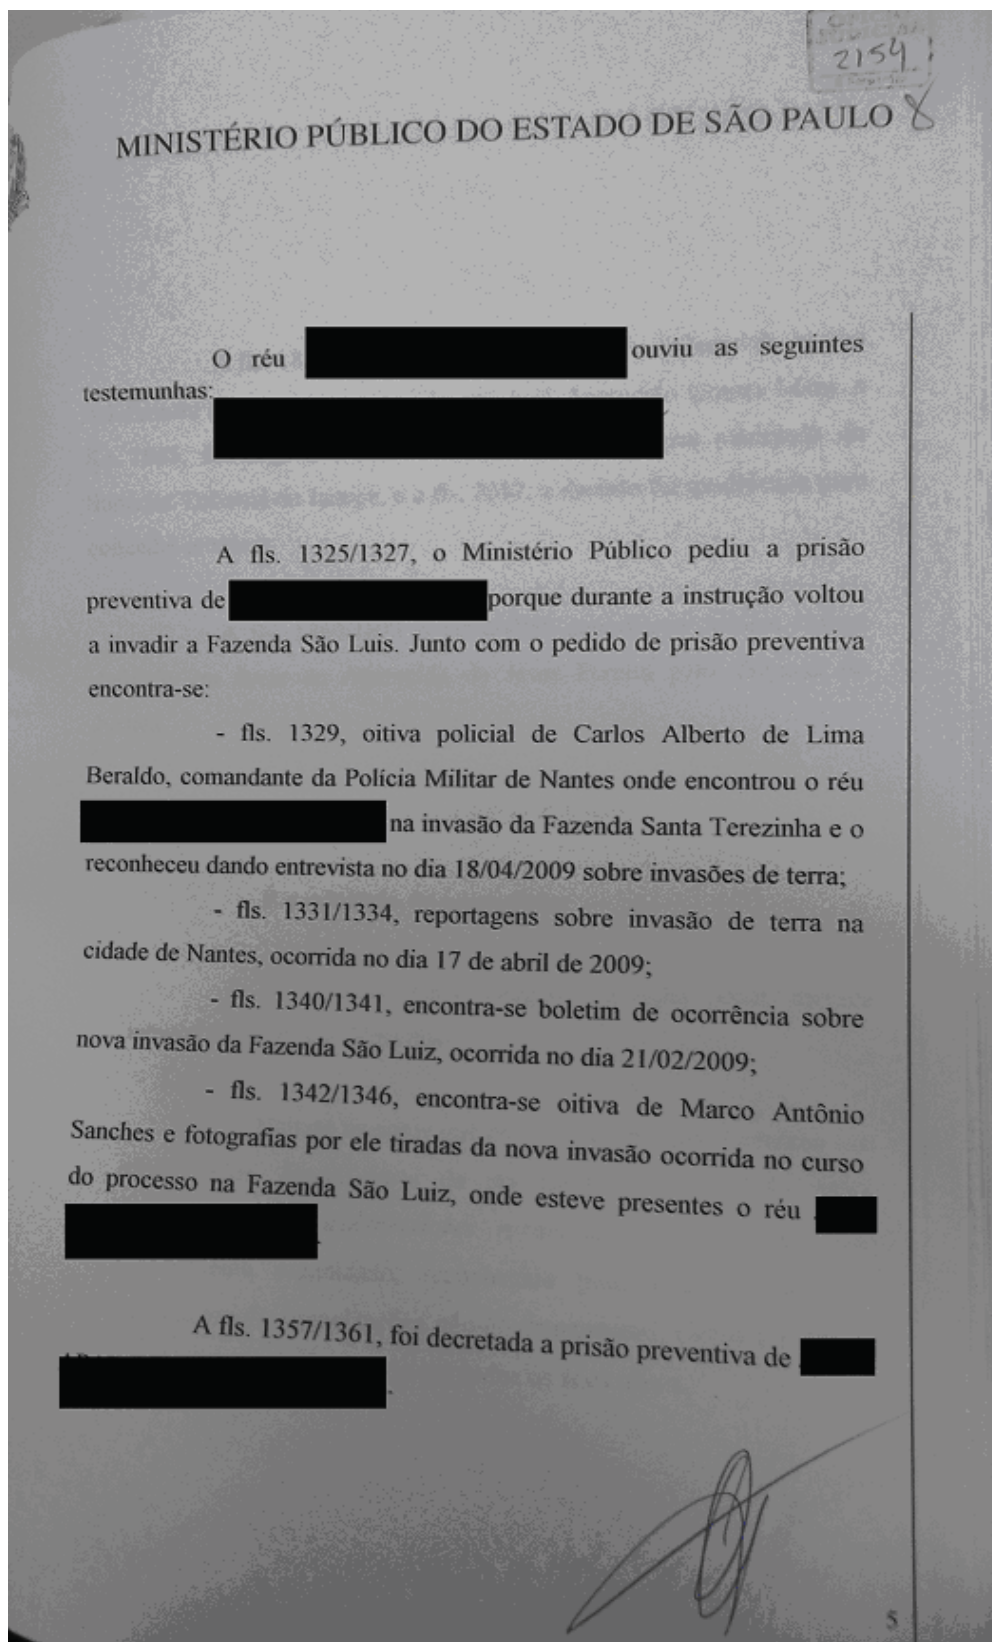 2154
MINISTÉRIO PÚBLICO DO ESTADO DE SÃO PAULO
O réu ouviu as seguintes
testemunhas:
A fls. 1325/1327, o Ministério Público pediu a prisão
preventiva de porque durante a instrução voltou
a invadir a Fazenda São Luis. Junto com o pedido de prisão preventiva
encontra-se:
- fls. 1329, oitiva policial de Carlos Alberto de Lima
Beraldo, comandante da Polícia Militar de Nantes onde encontrou o réu
na invasão da Fazenda Santa Terezinha e o
reconheceu dando entrevista no dia 18/04/2009 sobre invasões de terra;
- fls. 1331/1334, reportagens sobre invasão de terra na
cidade de Nantes, ocorrida no dia 17 de abril de 2009;
- fls. 1340/1341, encontra-se boletim de ocorrência sobre
nova invasão da Fazenda São Luiz, ocorrida no dia 21/02/2009;
- fls. 1342/1346, encontra-se oitiva de Marco Antônio
Sanches e fotografias por ele tiradas da nova invasão ocorrida no curso
do processo na Fazenda São Luiz, onde esteve presentes o réu
.
A fls. 1357/1361, foi decretada a prisão preventiva de
.
5